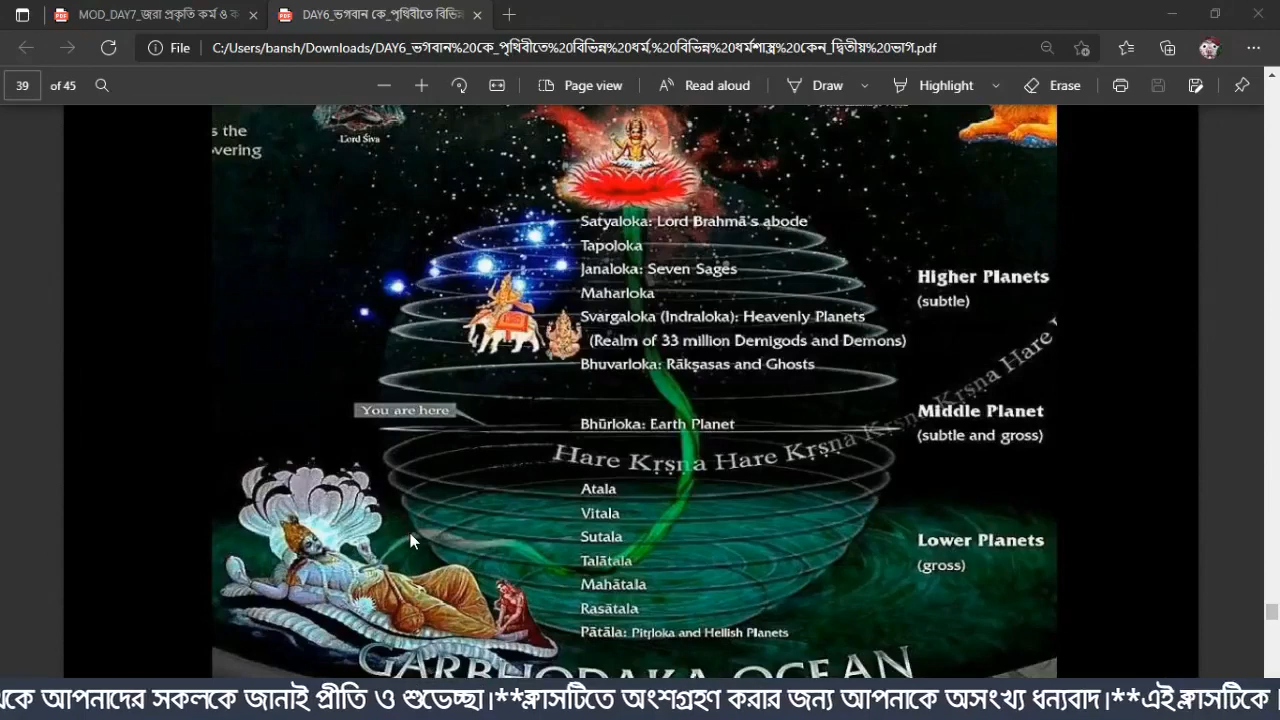 MOD_DAY7_জরা প্রকৃতি কর্ম ও ক
DAY6_ভগবান কে_পৃথিবীতে বিভিন্ন
File
C:/Users/bansh/Downloads/DAY6_ভগবান%20কে_পৃথিবীতে%20বিভিন্ন%20ধর্ম,%20বিভিন্ন%20ধর্মশাস্ত্র%20কেন_দ্বিতীয়%20ভাগ.pdf
39 of 45
Page view
Read aloud
Draw
Highlight
Erase
s the
vering
Lord Śiva
Satyaloka: Lord Brahmā's abode
Tapoloka
Janaloka: Seven Sages
Maharloka
Svargaloka (Indraloka): Heavenly Planets
(Realm of 33 million Demigods and Demons)
Bhuvarloka: Rākṣasas and Ghosts
Higher Planets
(subtle)
You are here
Bhūrloka: Earth Planet
Middle Planet
(subtle and gross)
Hare Kṛṣṇa Hare Kṛṣṇa Kṛṣṇa Kṛṣṇa Hare Hare
Atala
Vitala
Sutala
Talātala
Mahātala
Rasātala
Pātāla: Pitṛloka and Hellish Planets
Lower Planets
(gross)
GARBHODAKA OCEAN
থেকে আপনাদের সকলকে জানাই প্রীতি ও শুভেচ্ছা।**ক্লাসটিতে অংশগ্রহণ করার জন্য আপনাকে অসংখ্য ধন্যবাদ।**এই ক্লাসটিকে